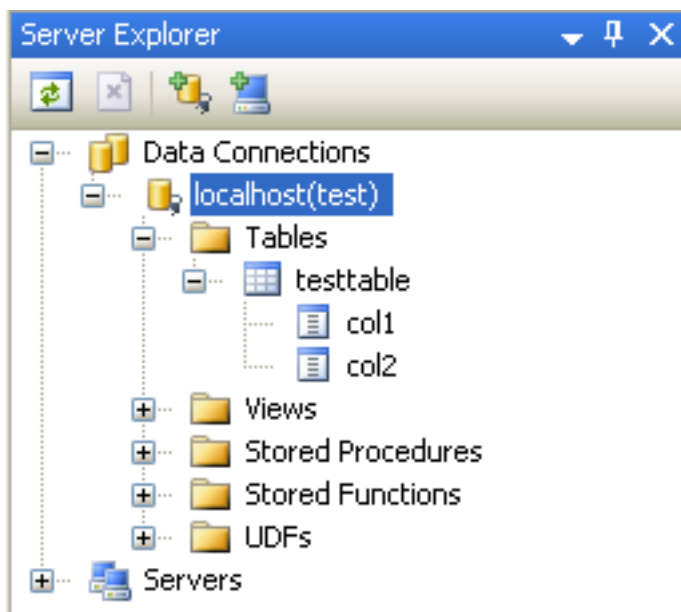 Server Explorer
Data Connections
localhost(test)
Tables
testtable
col1
col2
Views
Stored Procedures
Stored Functions
UDFs
Servers